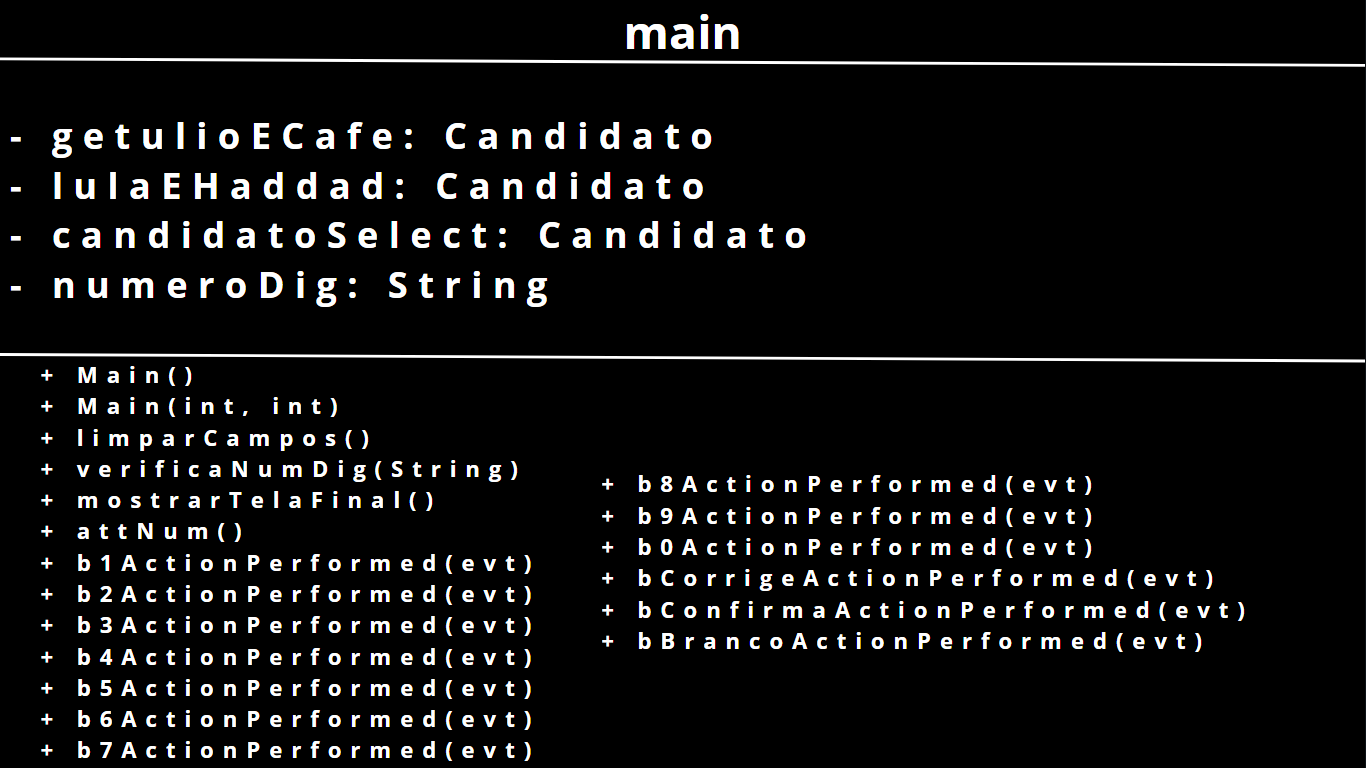 main
- getulioECafe: Candidato
- lulaEHaddad: Candidato
- candidatoSelect: Candidato
- numeroDig: String
+ Main()
+ Main(int, int)
+ limparCampos()
+ verificaNumDig(String)
+ mostrarTelaFinal()
+ attNum()
+ b1ActionPerformed(evt)
+ b2ActionPerformed(evt)
+ b3ActionPerformed(evt)
+ b4ActionPerformed(evt)
+ b5ActionPerformed(evt)
+ b6ActionPerformed(evt)
+ b7ActionPerformed(evt)
+ b8ActionPerformed(evt)
+ b9ActionPerformed(evt)
+ b0ActionPerformed(evt)
+ bCorrigeActionPerformed(evt)
+ bConfirmaActionPerformed(evt)
+ bBrancoActionPerformed(evt)